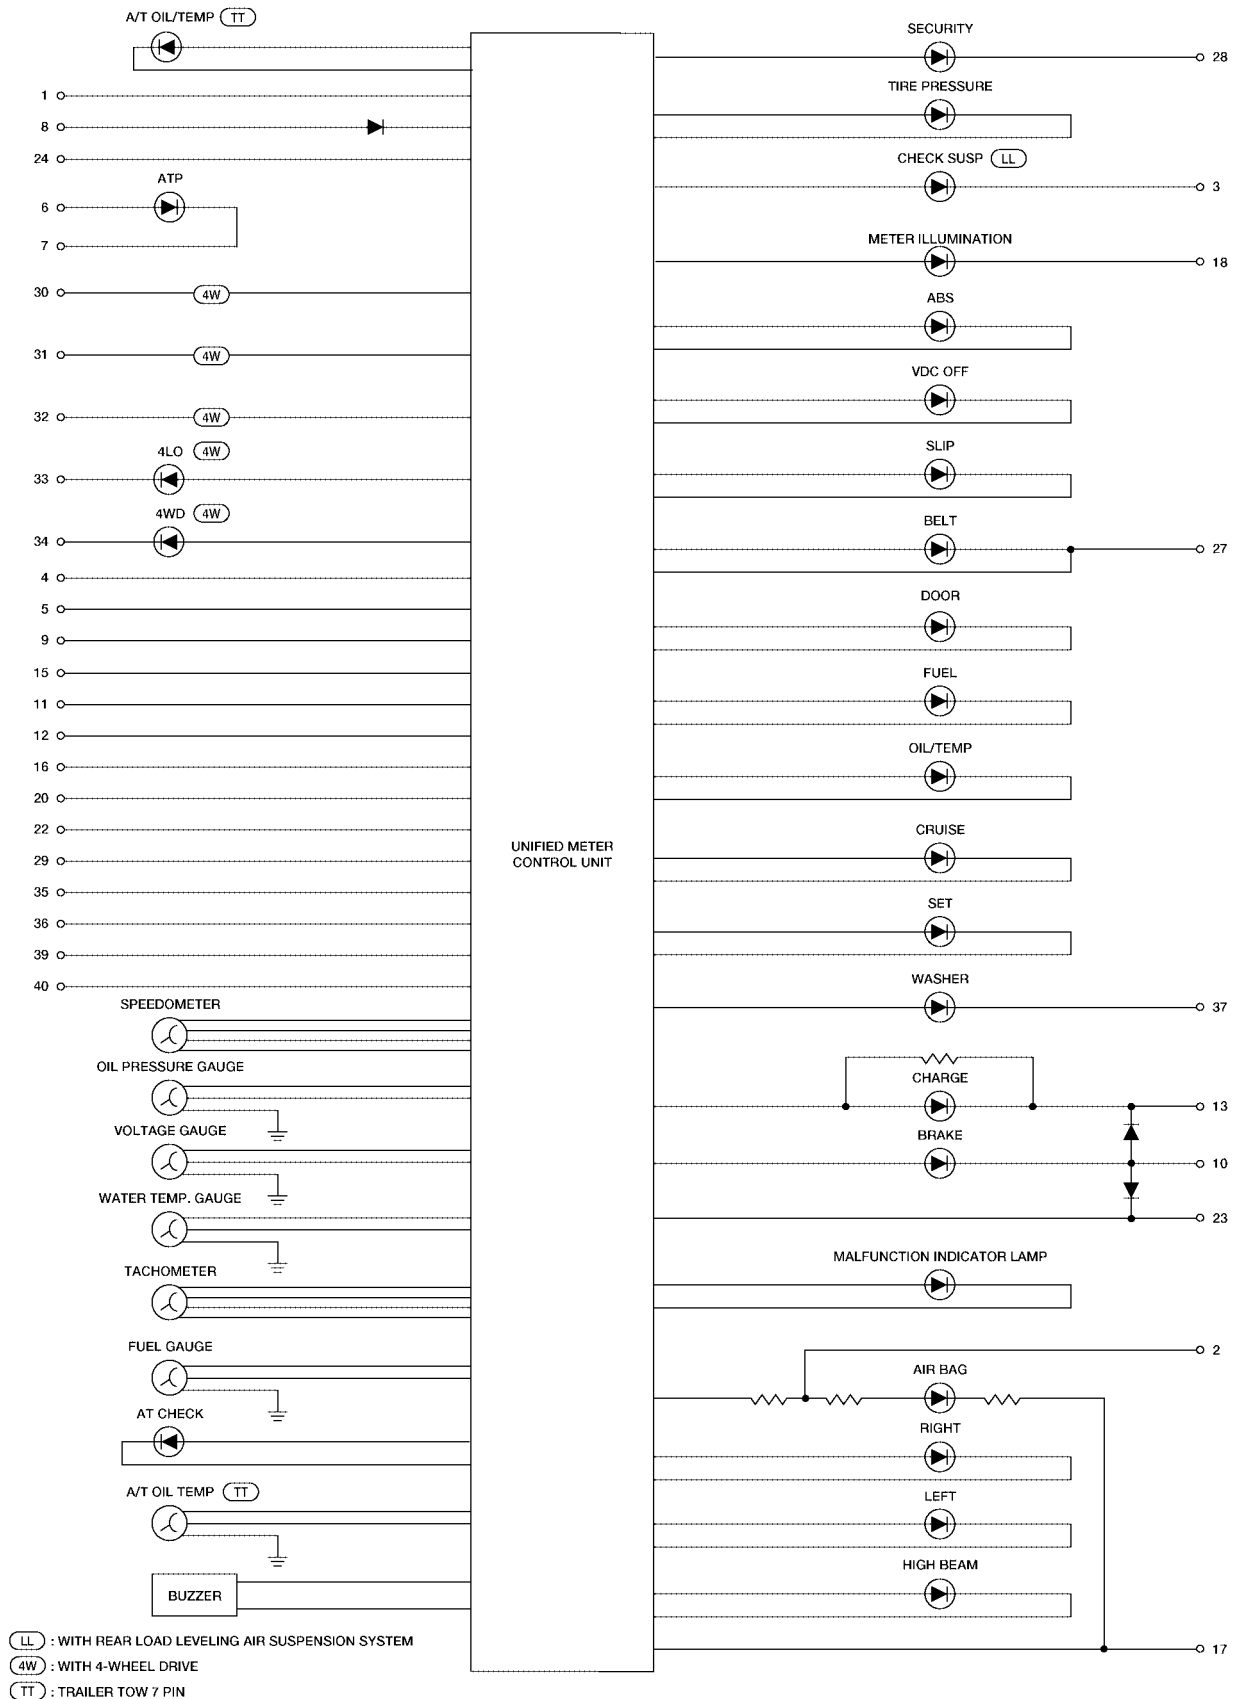 A/T OIL/TEMP TT
1
8
24
ATP
6
7
30 4W
31 4W
32 4W
4LO 4W
33
4WD 4W
34
4
5
9
15
11
12
16
20
22
29
35
36
39
40
SPEEDOMETER
OIL PRESSURE GAUGE
VOLTAGE GAUGE
WATER TEMP. GAUGE
TACHOMETER
FUEL GAUGE
AT CHECK
A/T OIL TEMP TT
BUZZER
UNIFIED METER
CONTROL UNIT
SECURITY
28
TIRE PRESSURE
CHECK SUSP LL
3
METER ILLUMINATION
18
ABS
VDC OFF
SLIP
BELT
27
DOOR
FUEL
OIL/TEMP
CRUISE
SET
WASHER
37
CHARGE
13
BRAKE
10
23
MALFUNCTION INDICATOR LAMP
2
AIR BAG
RIGHT
LEFT
HIGH BEAM
17
LL : WITH REAR LOAD LEVELING AIR SUSPENSION SYSTEM
4W : WITH 4-WHEEL DRIVE
TT : TRAILER TOW 7 PIN